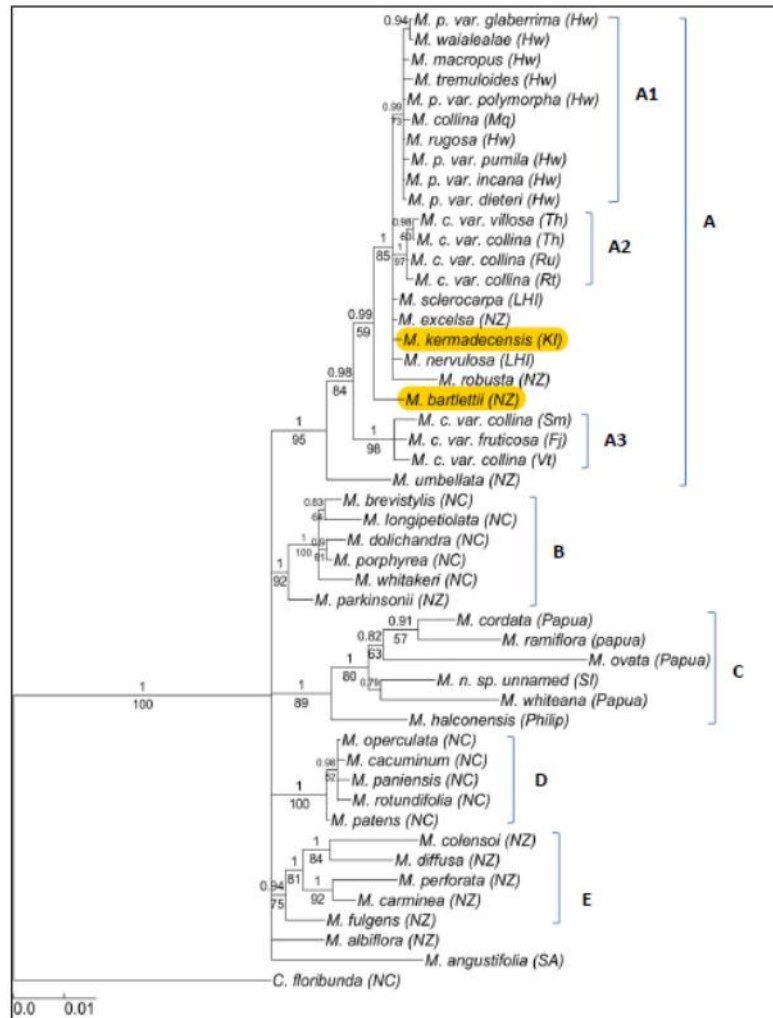 0.94
M. p. var. glaberrima (Hw)
M. waialealae (Hw)
M. macropus (Hw)
M. tremuloides (Hw)
A1
0.99
M. p. var. polymorpha (Hw)
73
M. collina (Mq)
M. rugosa (Hw)
M. p. var. pumila (Hw)
M. p. var. incana (Hw)
M. p. var. dieteri (Hw)
A
0.98
M. c. var. villosa (Th)
1
60
M. c. var. collina (Th)
A2
85
1
97
M. c. var. collina (Ru)
M. c. var. collina (Rt)
M. sclerocarpa (LHI)
0.99
59
M. excelsa (NZ)
M. kermadecensis (KI)
M. nervulosa (LHI)
0.98
84
M. robusta (NZ)
M. bartlettii (NZ)
1
95
M. c. var. collina (Sm)
1
98
M. c. var. fruticosa (Fj)
A3
M. c. var. collina (Vt)
M. umbellata (NZ)
0.83
64
M. brevistylis (NC)
M. longipetiolata (NC)
1
100
0.9
M. dolichandra (NC)
B
M. porphyrea (NC)
1
92
M. whitakeri (NC)
M. parkinsonii (NZ)
0.91
57
M. cordata (Papua)
0.82
63
M. ramiflora (papua)
M. ovata (Papua)
C
1
80
0.79
M. n. sp. unnamed (SI)
1
100
1
89
M. whiteana (Papua)
M. halconensis (Philip)
M. operculata (NC)
0.98
52
M. cacuminum (NC)
1
100
M. paniensis (NC)
D
M. rotundifolia (NC)
M. patens (NC)
1
84
M. colensoi (NZ)
1
81
M. diffusa (NZ)
0.94
75
1
92
M. perforata (NZ)
M. carminea (NZ)
E
M. fulgens (NZ)
M. albiflora (NZ)
M. angustifolia (SA)
C. floribunda (NC)
0.0 0.01